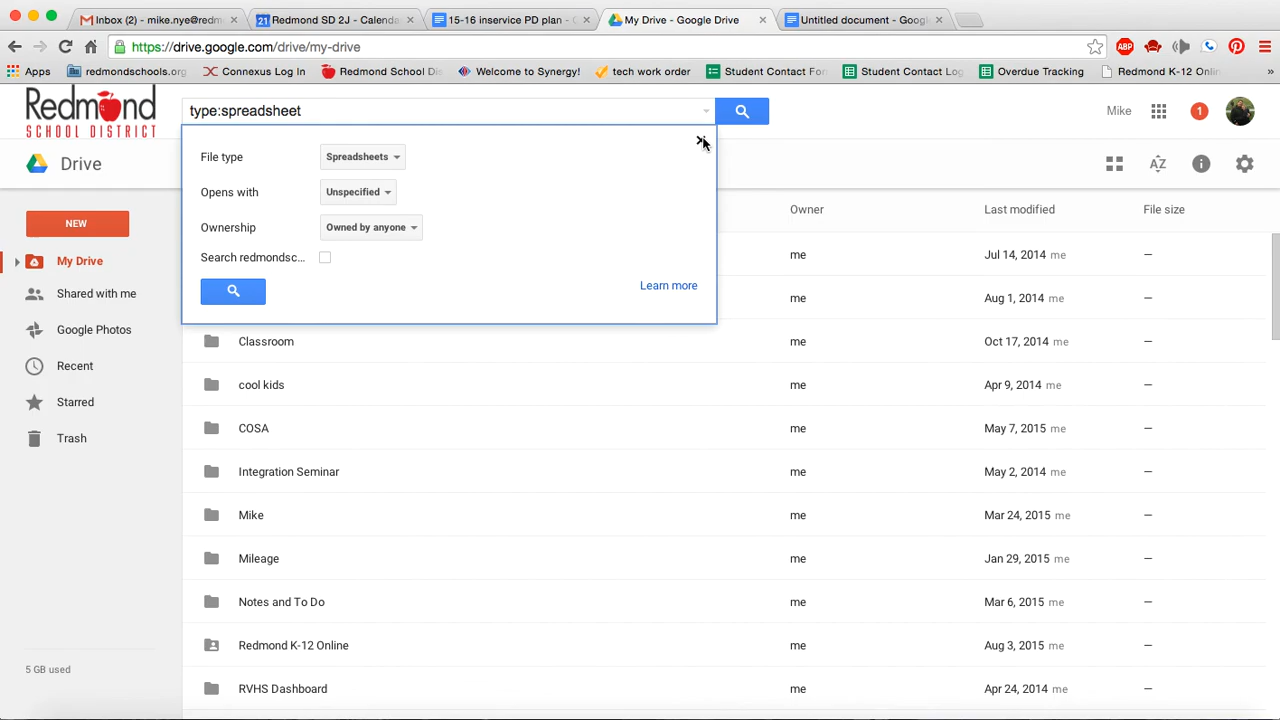 Inbox (2) - mike.nye@redm
21 Redmond SD 2J - Calenda
15-16 inservice PD plan -
My Drive - Google Drive
Untitled document - Googl
https://drive.google.com/drive/my-drive
ABP
Apps
redmondschools.org
Connexus Log In
Redmond School Di
Welcome to Synergy!
tech work order
Student Contact For
Student Contact Log
Overdue Tracking
Redmond K-12 Onlin
»
Redmond
SCHOOL DISTRICT
type:spreadsheet
Mike
1
Drive
File type
Spreadsheets
Opens with
Unspecified
Ownership
Owned by anyone
Search redmondsc...
Learn more
AZ
NEW
My Drive
Shared with me
Google Photos
Recent
Starred
Trash
5 GB used
Owner Last modified File size
me Jul 14, 2014 me —
me Aug 1, 2014 me —
Classroom me Oct 17, 2014 me —
cool kids me Apr 9, 2014 me —
COSA me May 7, 2015 me —
Integration Seminar me May 2, 2014 me —
Mike me Mar 24, 2015 me —
Mileage me Jan 29, 2015 me —
Notes and To Do me Mar 6, 2015 me —
Redmond K-12 Online me Aug 3, 2015 me —
RVHS Dashboard me Apr 24, 2014 me —